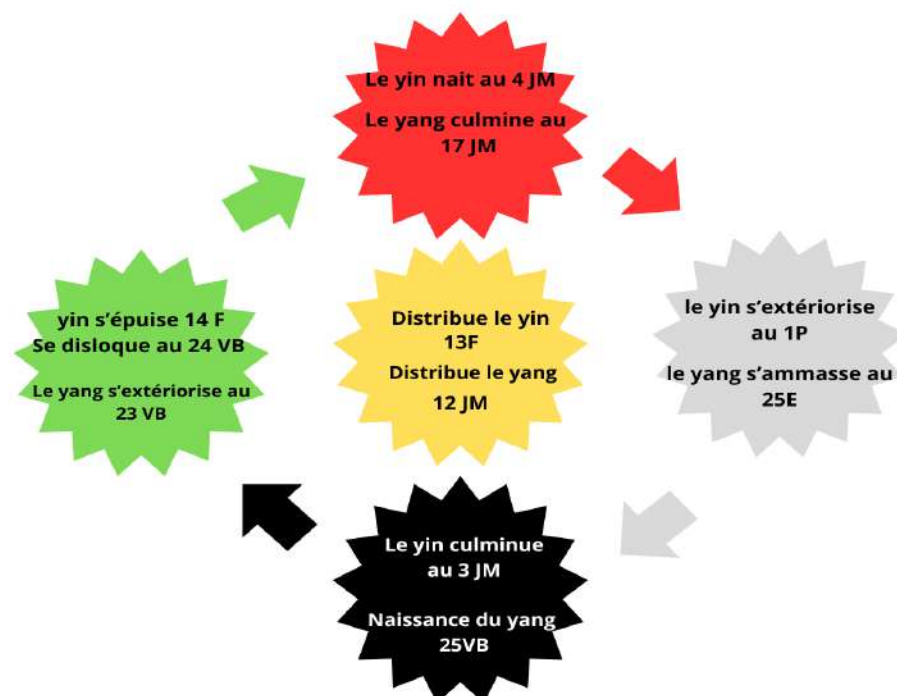 Le yin nait au 4 JM
Le yang culmine au
17 JM
yin s'épuise 14 F
Se disloque au 24 VB
Le yang s'extériorise au
23 VB
Distribue le yin
13F
Distribue le yang
12 JM
le yin s'extériorise
au 1P
le yang s'ammasse au
25E
Le yin culminue
au 3 JM
Naissance du yang
25VB